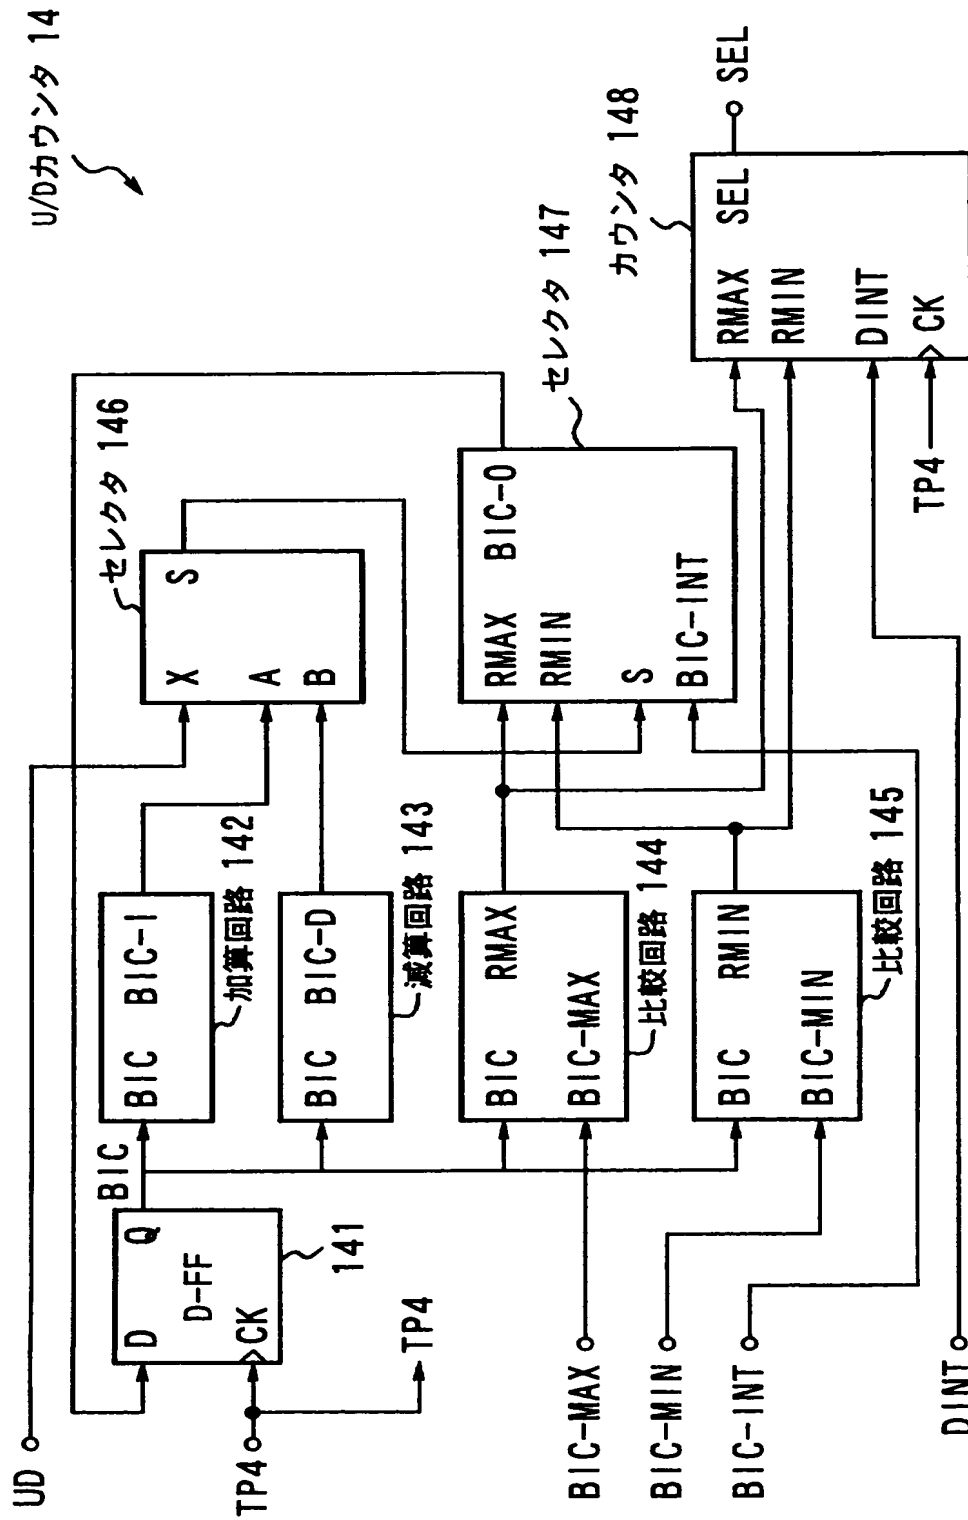 U/Dカウンタ 14
UD
TP4
D
Q
D-FF
CK
141
TP4
BIC
BIC
BIC-I
加算回路 142
BIC
BIC-D
減算回路 143
X
A
B
S
セレクタ 146
BIC
RMAX
BIC-MAX
比較回路 144
BIC
RMIN
BIC-MIN
比較回路 145
RMAX
BIC-O
RMIN
S
BIC-INT
セレクタ 147
RMAX
SEL
RMIN
DINT
CK
カウンタ 148
SEL
TP4
BIC-MAX
BIC-MIN
BIC-INT
DINT